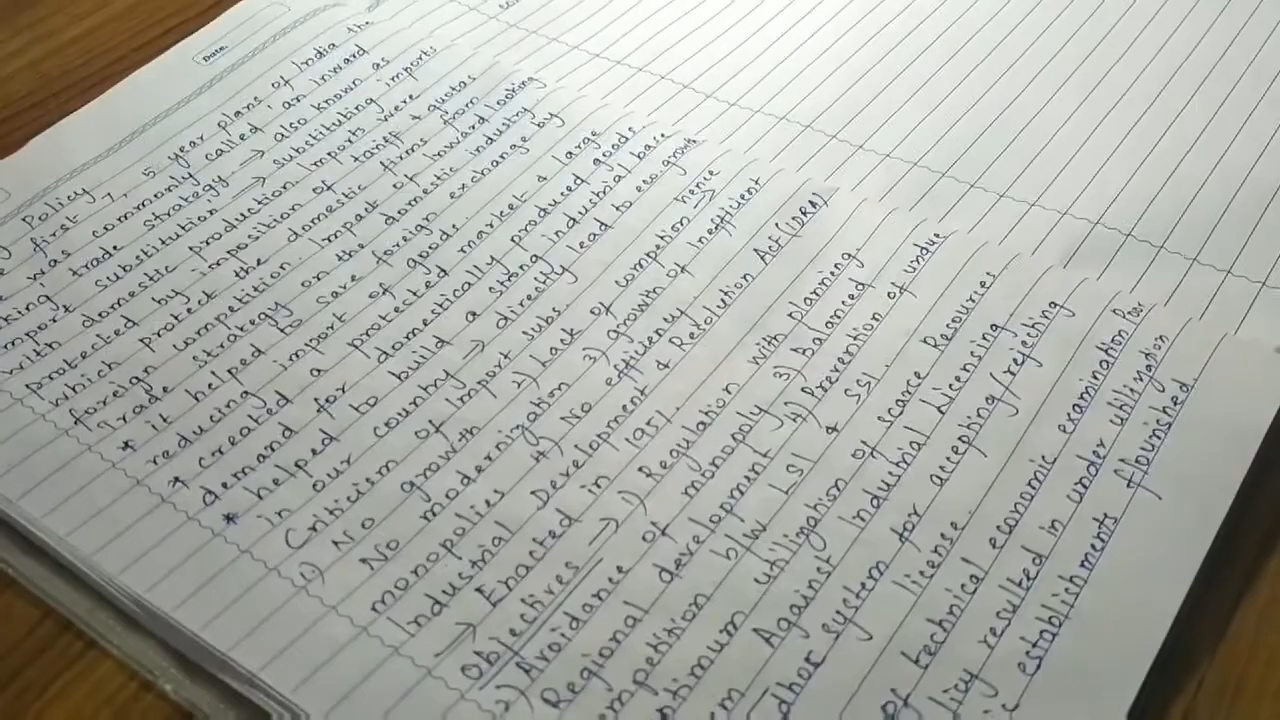 Date.
Policy
first 7, 5 year plans of India the
was commonly called 'an Inward
trade strategy → also known as
import substitution → substituting imports
with domestic production Imports were
protected by imposition of tariff & quotas
which protect the domestic firms from
foreign competition. Impact of Inward looking
Trade strategy on the domestic industry
* it helped to save foreign exchange by
reducing import of goods.
* created a protected market & large
demand for domestically produced goods
* helped to build a strong industrial base
in our country → directly lead to eco.growth
Criticism of Import subs
1) No growth 2) Lack of competion hence
No modernization 3) growth of Inefficient
monopolies 4) No efficiency
Industrial Development & Resolution Act (IDRA)
→ Enacted in 1951.
Objectives → 1) Regulation with planning
2) Avoidance of monopoly 3) Balanced
Regional development 4) Prevention of undue
b/w LSI & SSI.
utilization of scarce Resouries
Against Industrial Licensing
system for accepting/rejecting
license.
of technical economic examination Poor
resulted in under utilization
establishments flourished